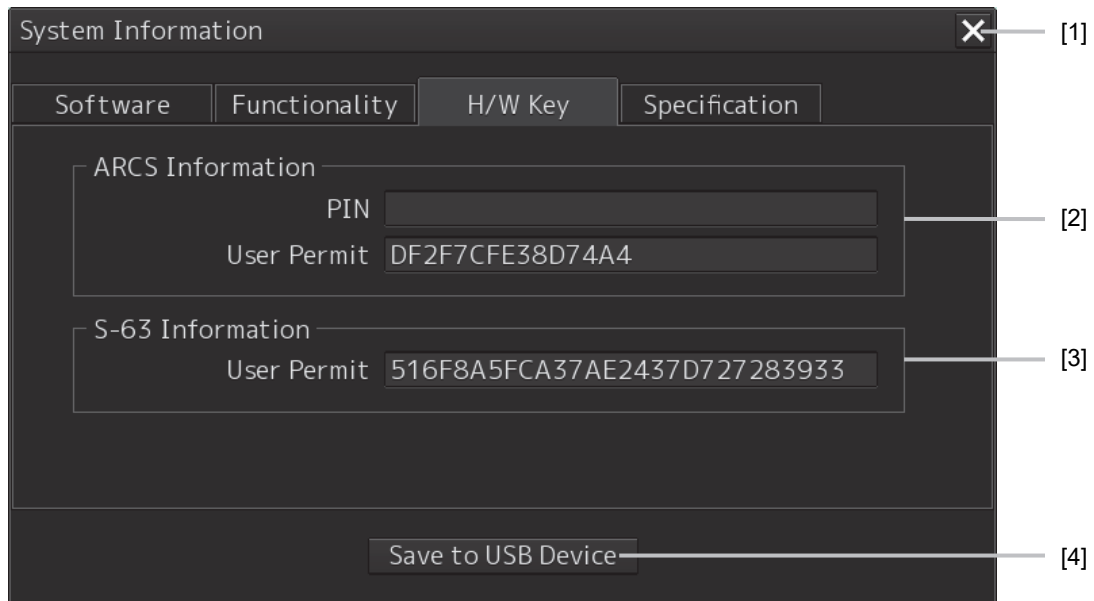 System Information
[1]
Software Functionality H/W Key Specification
ARCS Information
PIN
[2]
User Permit DF2F7CFE38D74A4
S-63 Information
User Permit 516F8A5FCA37AE2437D727283933
[3]
Save to USB Device
[4]